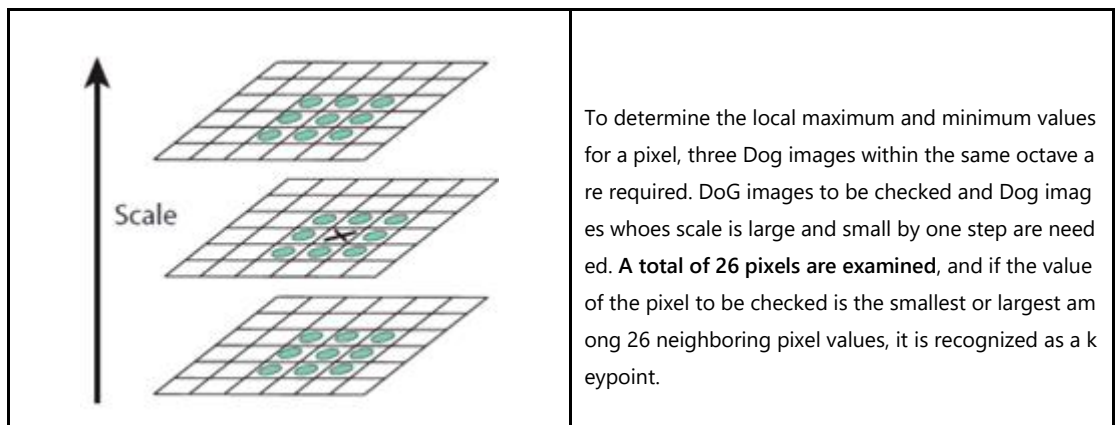 Scale
To determine the local maximum and minimum values
for a pixel, three Dog images within the same octave a
re required. DoG images to be checked and Dog imag
es whoes scale is large and small by one step are need
ed. A total of 26 pixels are examined, and if the value
of the pixel to be checked is the smallest or largest am
ong 26 neighboring pixel values, it is recognized as a k
eypoint.